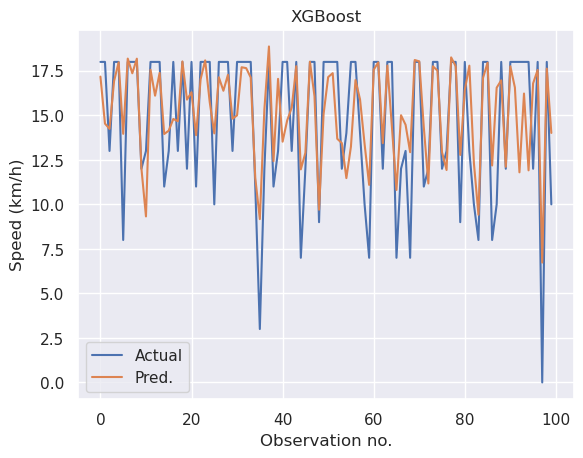 XGBoost
Speed (km/h)
17.5
15.0
12.5
10.0
7.5
5.0
2.5
0.0
Actual
Pred.
0 20 40 60 80 100
Observation no.